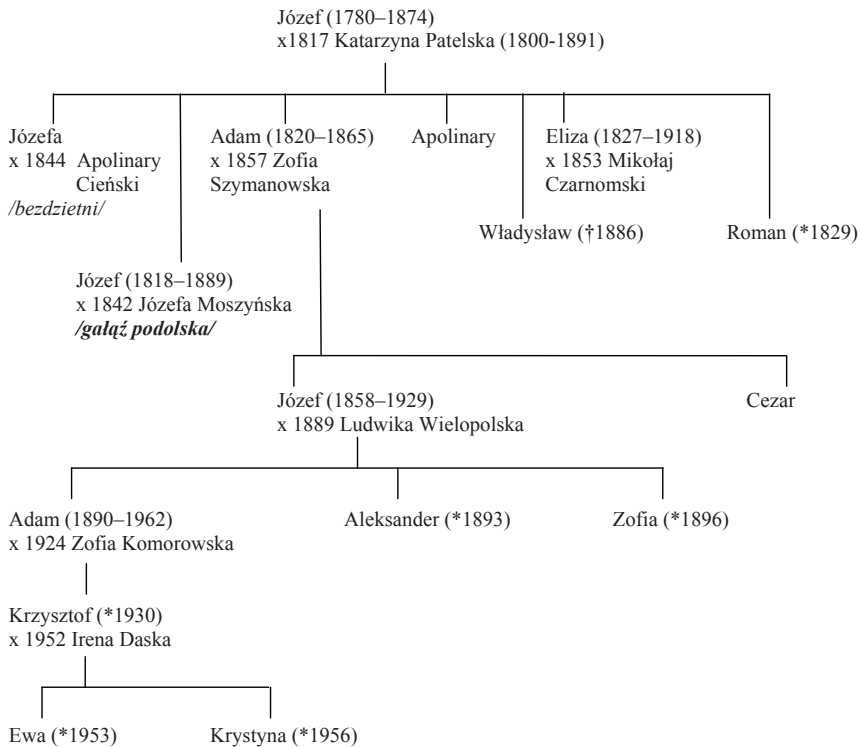 Józef (1780–1874)
x1817 Katarzyna Patelska (1800-1891)
Józefa
x 1844 Apolinary
Cieński
/bezdzietni/
Adam (1820–1865)
x 1857 Zofia
Szymanowska
Apolinary
Eliza (1827–1918)
x 1853 Mikołaj
Czarnomski
Władysław (†1886)
Roman (*1829)
Józef (1818–1889)
x 1842 Józefa Moszyńska
/gałąź podolska/
Józef (1858–1929)
x 1889 Ludwika Wielopolska
Cezar
Adam (1890–1962)
x 1924 Zofia Komorowska
Aleksander (*1893)
Zofia (*1896)
Krzysztof (*1930)
x 1952 Irena Daska
Ewa (*1953)
Krystyna (*1956)